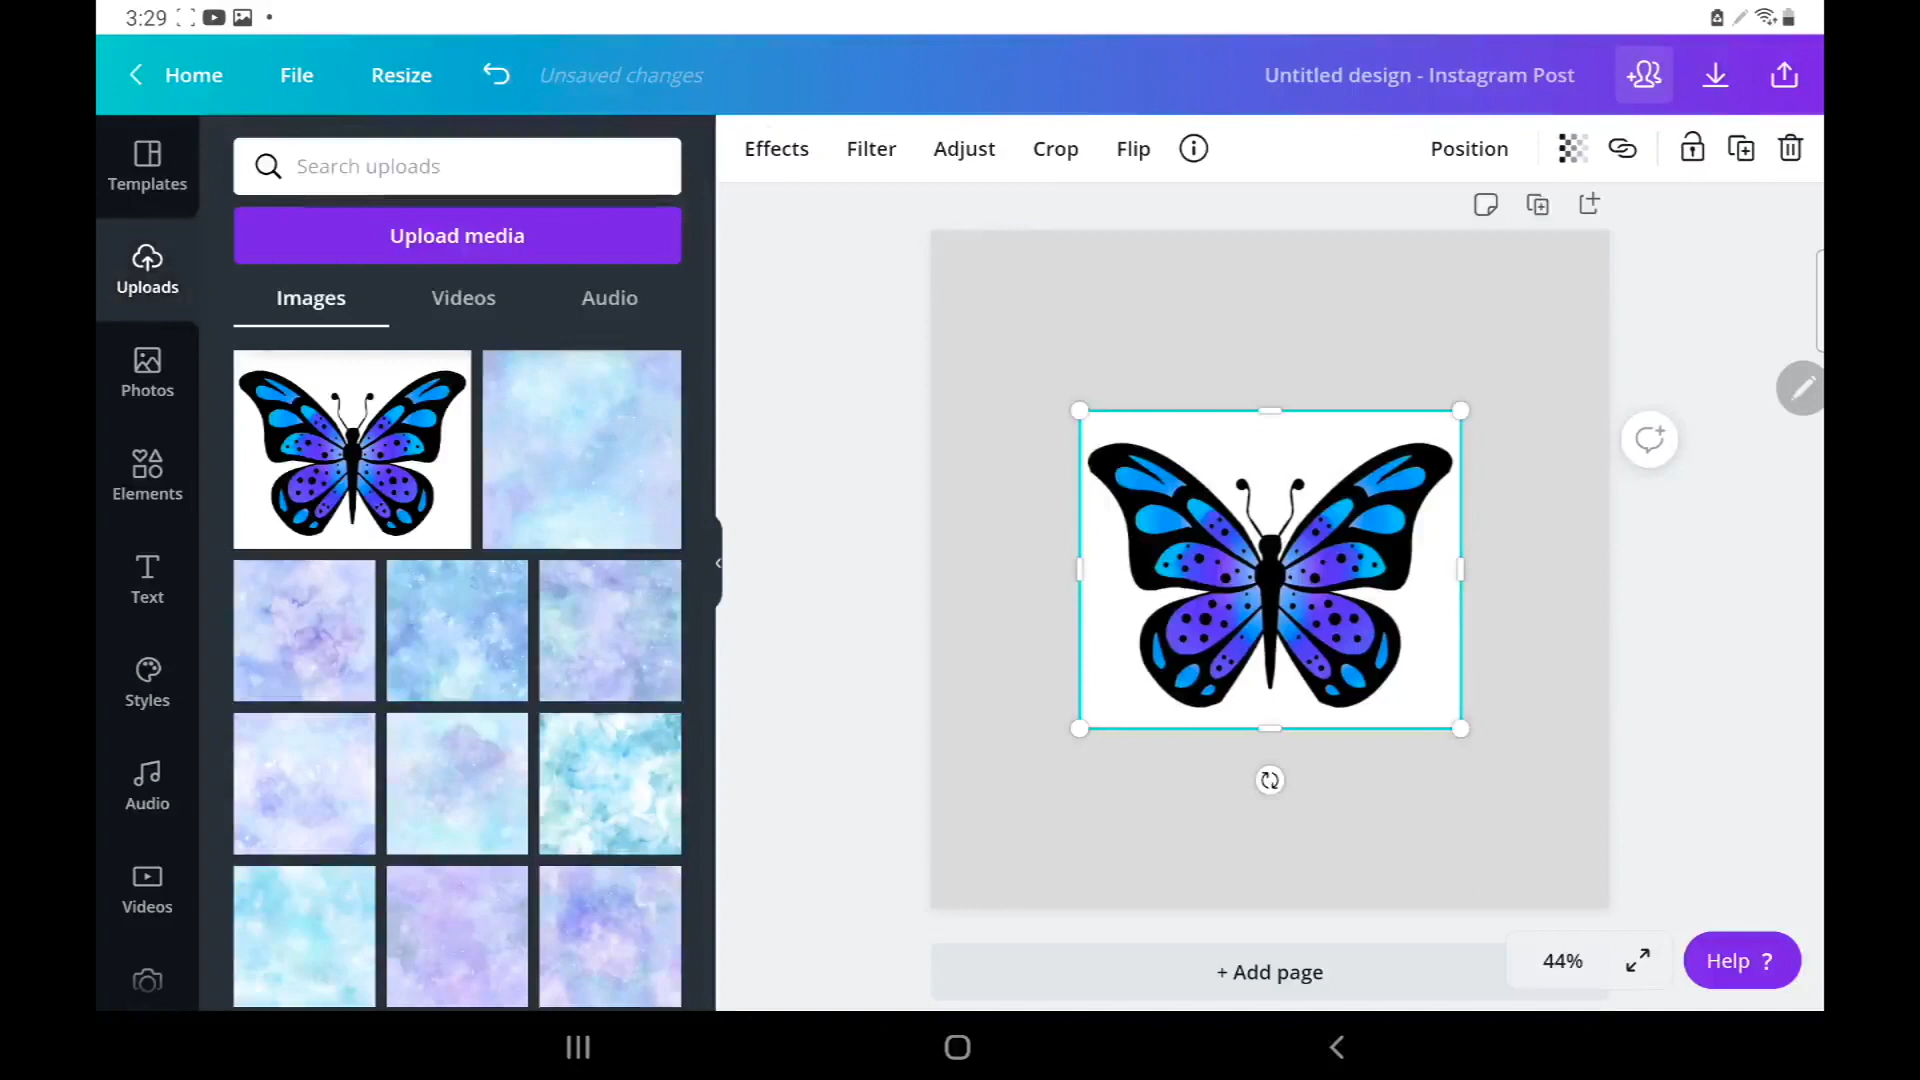 3:29
Home File Resize Unsaved changes Untitled design - Instagram Post
Templates
Uploads
Photos
Elements
Text
Styles
Audio
Videos
Search uploads
Upload media
Images Videos Audio
Effects Filter Adjust Crop Flip Position
+ Add page
44%
Help ?